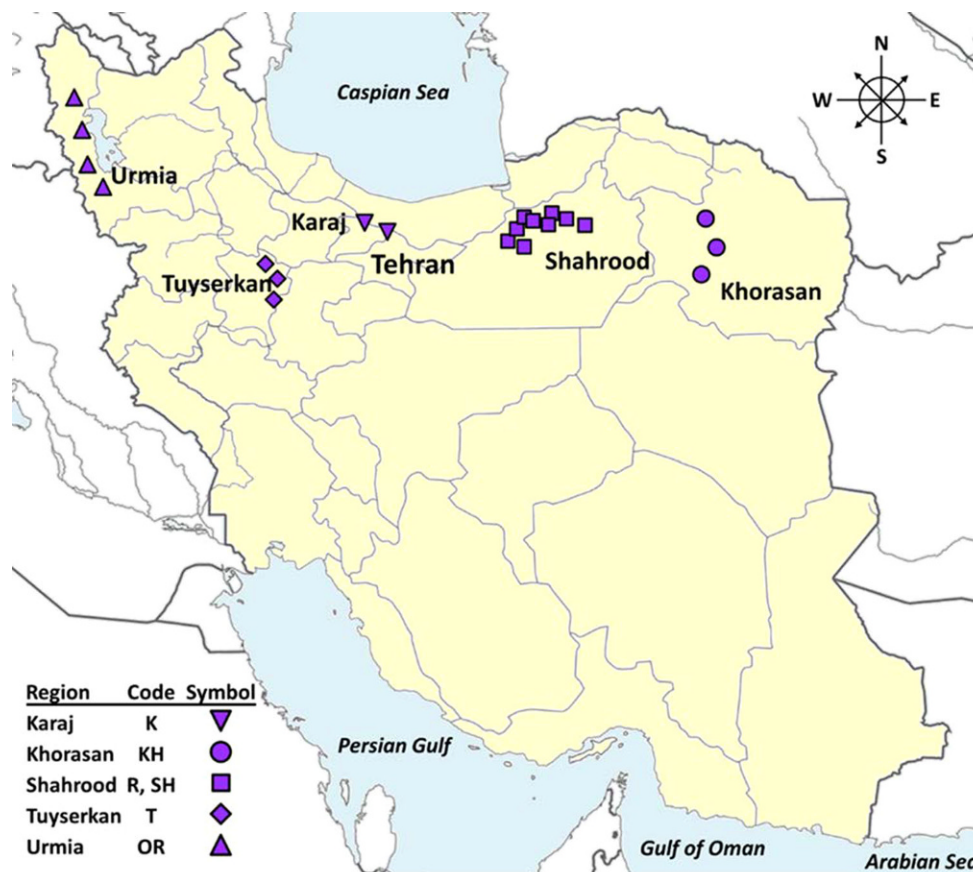 Caspian Sea
N
W E
S
Urmia
Karaj
Tehran
Shahrood
Tuyserkan
Khorasan
Region Code Symbol
Karaj K
Khorasan KH
Shahrood R, SH
Tuyserkan T
Urmia OR
Persian Gulf
Gulf of Oman
Arabian Sea